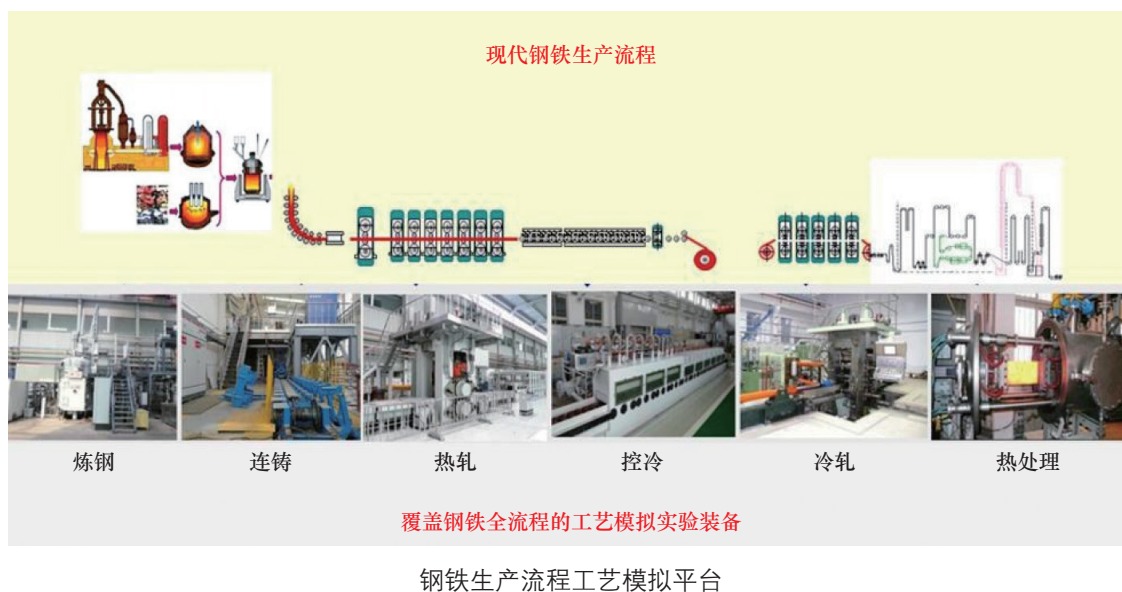 现代钢铁生产流程
炼钢
连铸
热轧
控冷
冷轧
热处理
覆盖钢铁全流程的工艺模拟实验装备
钢铁生产流程工艺模拟平台